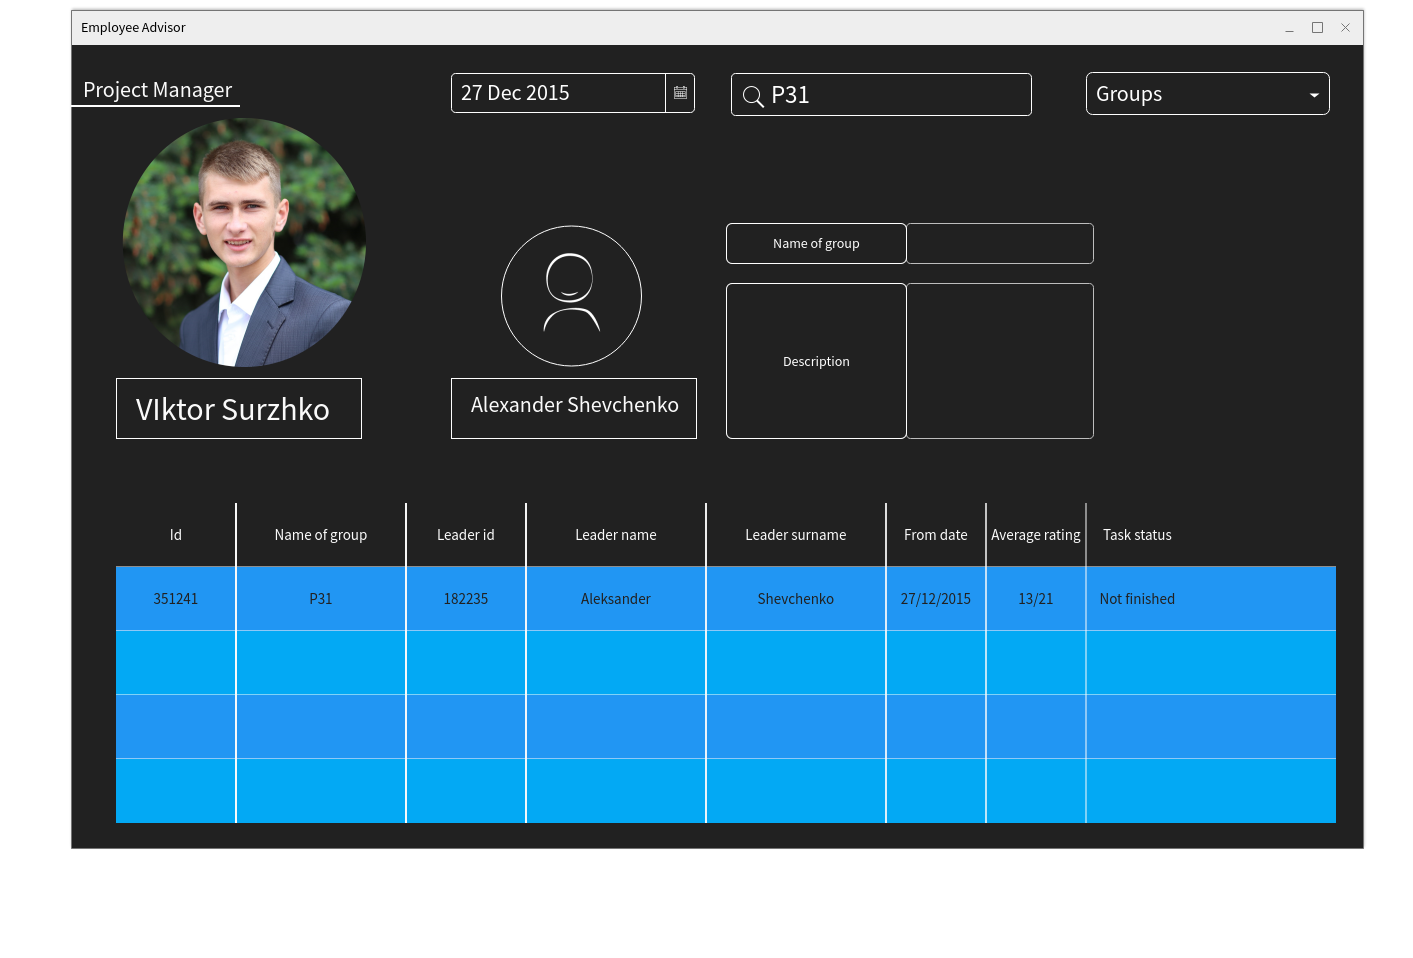 Employee Advisor
Project Manager
27 Dec 2015
P31
Groups
Name of group
Description
VIktor Surzhko
Alexander Shevchenko
Id Name of group Leader id Leader name Leader surname From date Average rating Task status
351241 P31 182235 Aleksander Shevchenko 27/12/2015 13/21 Not finished